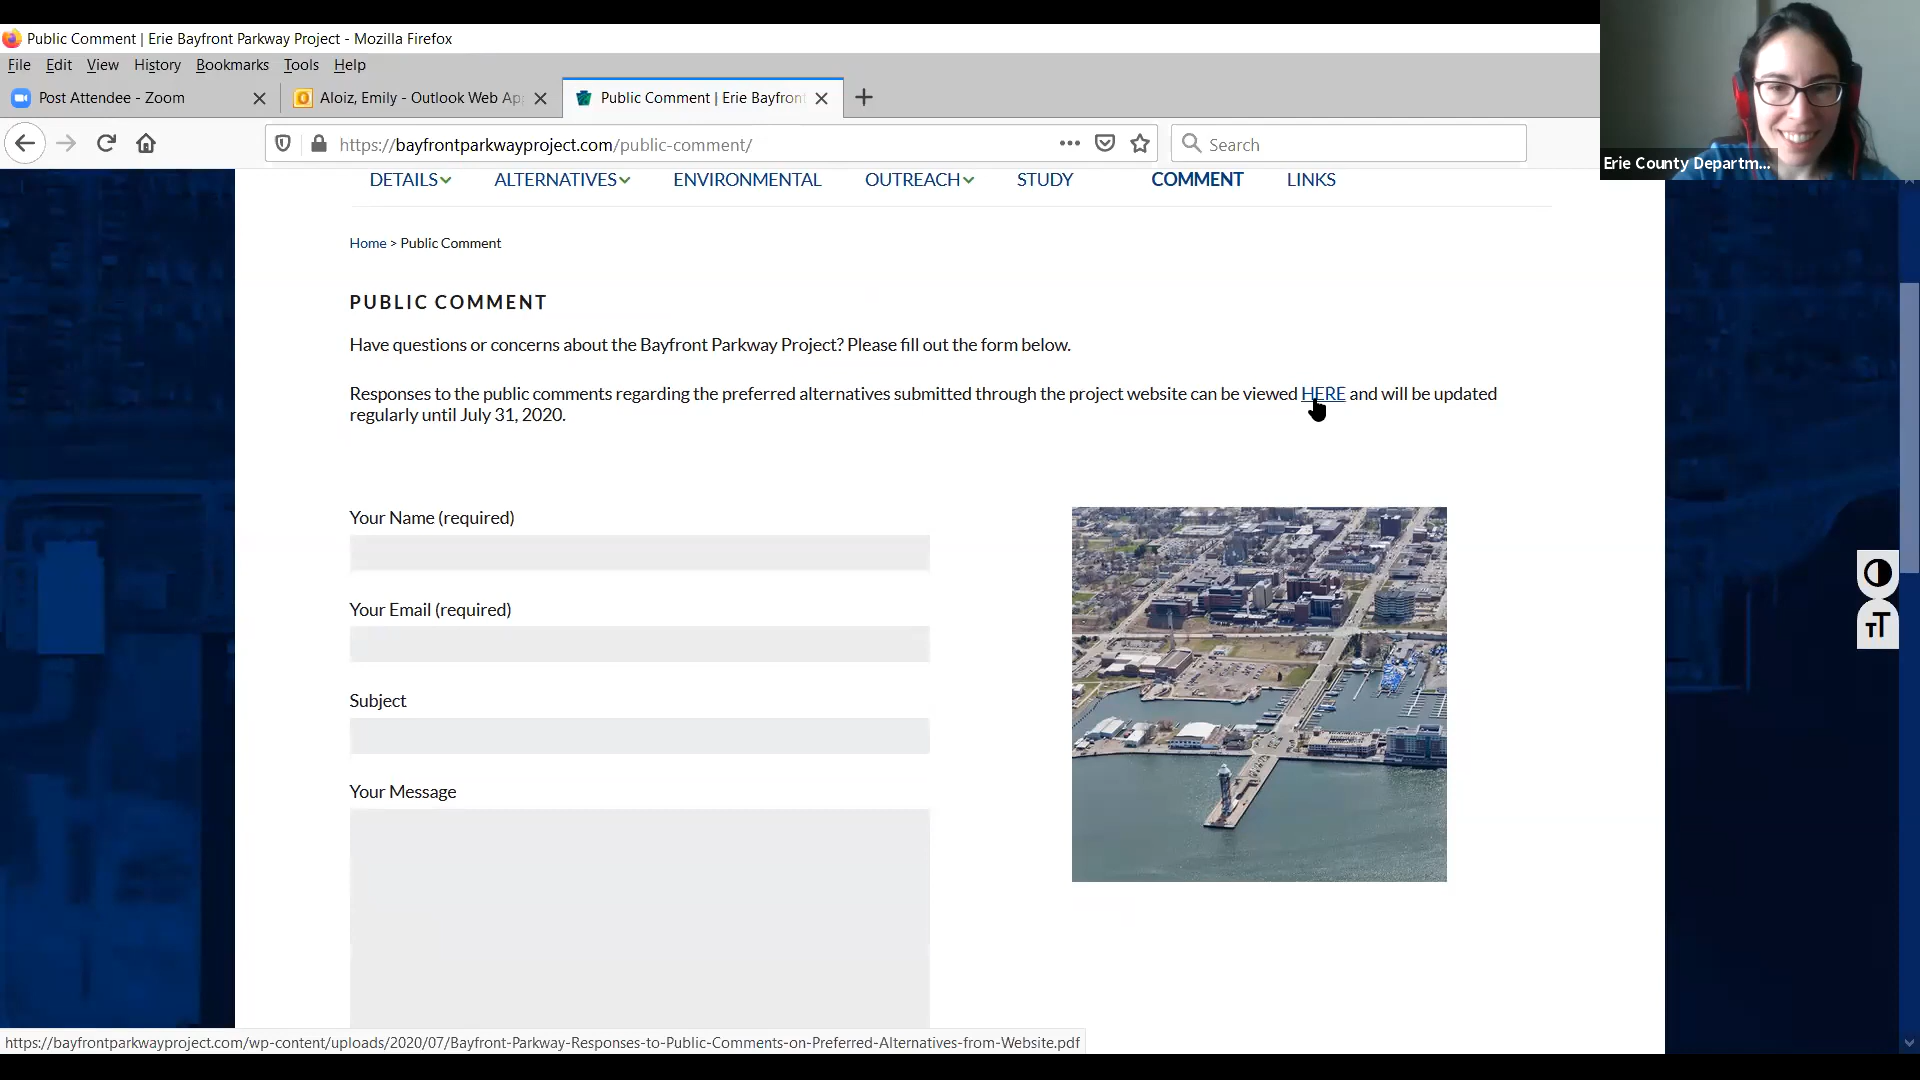 Public Comment | Erie Bayfront Parkway Project - Mozilla Firefox
File Edit View History Bookmarks Tools Help
Post Attendee - Zoom
Aloiz, Emily - Outlook Web Ap
Public Comment | Erie Bayfront
https://bayfrontparkwayproject.com/public-comment/
Search
Erie County Departm...
DETAILS ALTERNATIVES ENVIRONMENTAL OUTREACH STUDY COMMENT LINKS
Home > Public Comment
PUBLIC COMMENT
Have questions or concerns about the Bayfront Parkway Project? Please fill out the form below.
Responses to the public comments regarding the preferred alternatives submitted through the project website can be viewed HERE and will be updated
regularly until July 31, 2020.
Your Name (required)
Your Email (required)
Subject
Your Message
TT
https://bayfrontparkwayproject.com/wp-content/uploads/2020/07/Bayfront-Parkway-Responses-to-Public-Comments-on-Preferred-Alternatives-from-Website.pdf